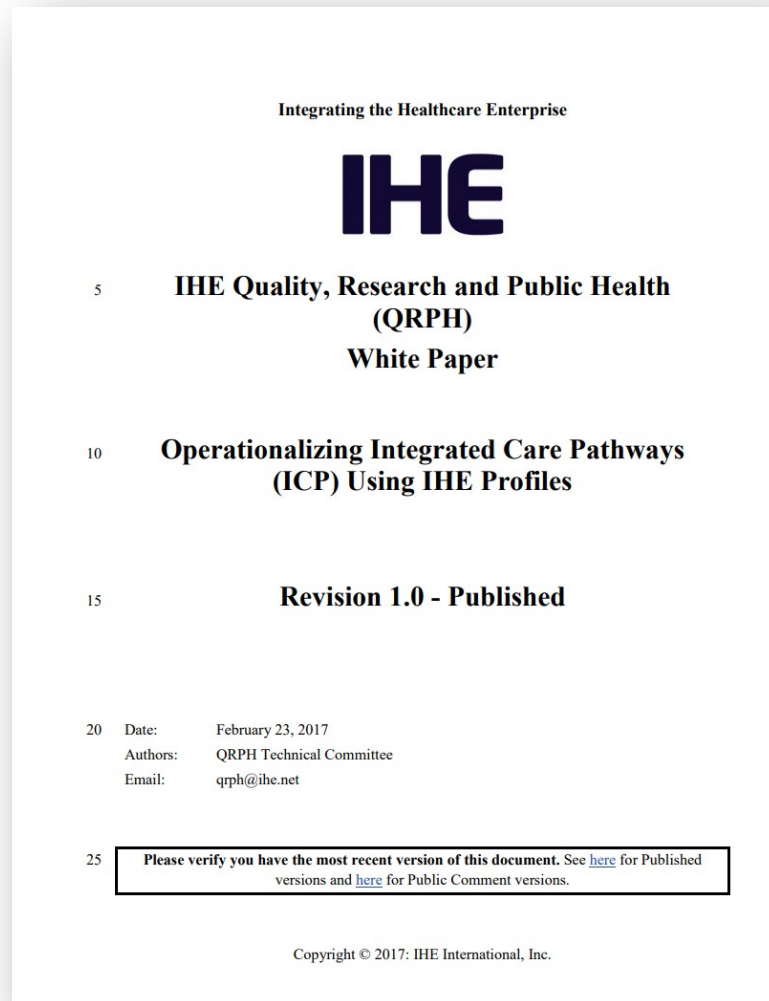 Integrating the Healthcare Enterprise
IHE
5 IHE Quality, Research and Public Health
(QRPH)
White Paper
10 Operationalizing Integrated Care Pathways
(ICP) Using IHE Profiles
15 Revision 1.0 - Published
20 Date: February 23, 2017
Authors: QRPH Technical Committee
Email: qrph@ihe.net
25 Please verify you have the most recent version of this document. See here for Published
versions and here for Public Comment versions.
Copyright © 2017: IHE International, Inc.